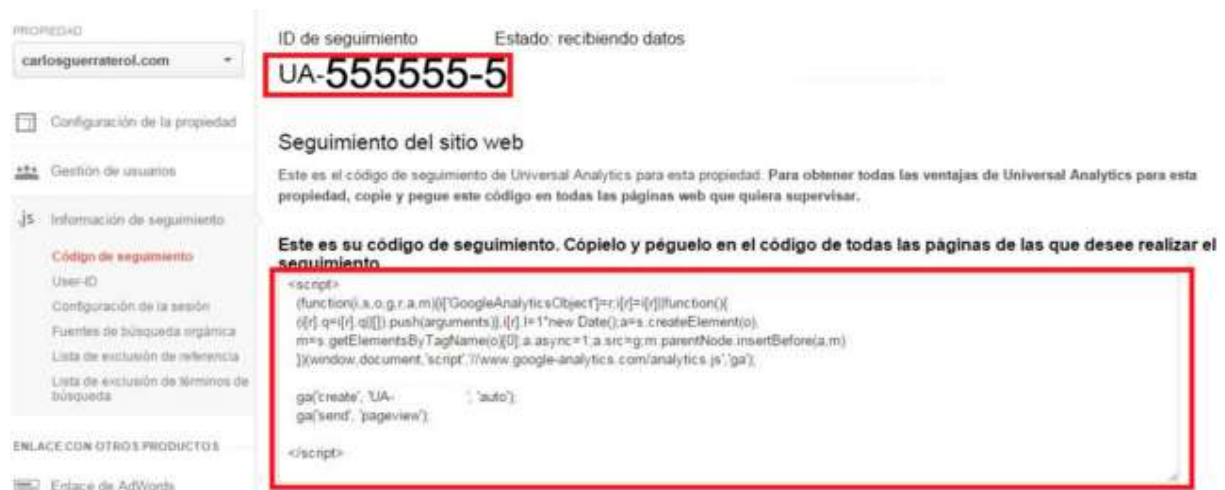 PROPIEDAD
carlosguerraterol.com
Configuración de la propiedad
Gestión de usuarios
.js Información de seguimiento
Código de seguimiento
User-ID
Configuración de la sesión
Fuentes de búsqueda orgánica
Lista de exclusión de referencia
Lista de exclusión de términos de
búsqueda
ENLACE CON OTROS PRODUCTOS
Enlace de AdWords
ID de seguimiento Estado: recibiendo datos
UA-555555-5
Seguimiento del sitio web
Este es el código de seguimiento de Universal Analytics para esta propiedad. Para obtener todas las ventajas de Universal Analytics para esta
propiedad, copie y pegue este código en todas las páginas web que quiera supervisar.
Este es su código de seguimiento. Cópielo y péguelo en el código de todas las páginas de las que desee realizar el
seguimiento
<script>
(function(i,s,o,g,r,a,m){i['GoogleAnalyticsObject']=r;i[r]=i[r]||function(){
(i[r].q=i[r].q||[]).push(arguments)},i[r].l=1*new Date();a=s.createElement(o),
m=s.getElementsByTagName(o)[0];a.async=1;a.src=g;m.parentNode.insertBefore(a,m)
})(window,document,'script','//www.google-analytics.com/analytics.js','ga');
ga('create', 'UA- ', 'auto');
ga('send', 'pageview');
</script>